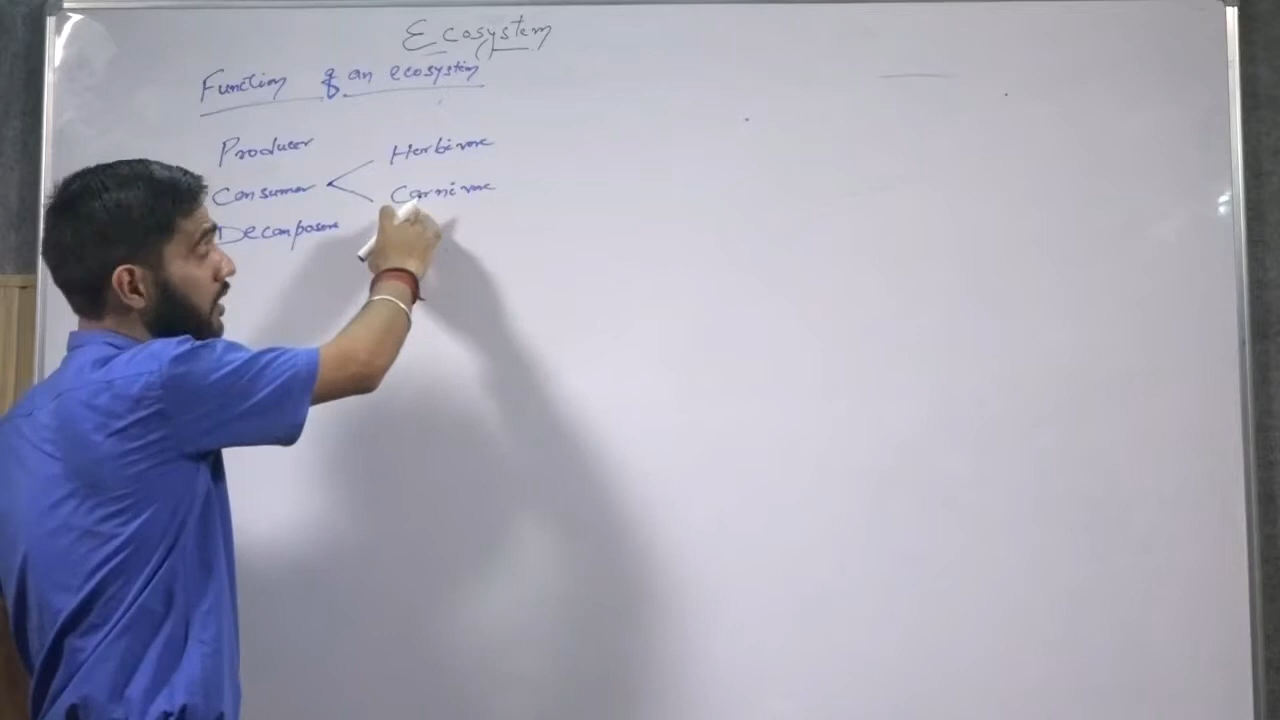 Ecosystem
Function of an ecosystem
Producer Herbivore
Consumer Carnivore
Decomposer